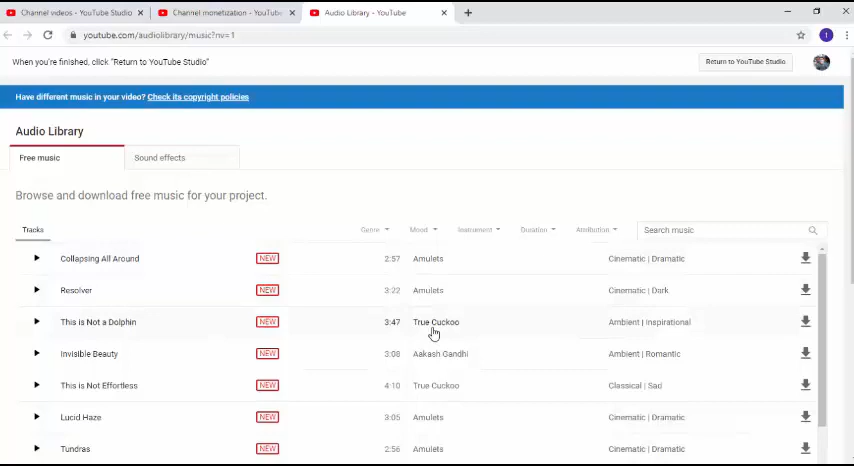 Channel videos - YouTube Studio
Channel monetization - YouTube
Audio Library - YouTube
youtube.com/audiolibrary/music?nv=1
1
When you're finished, click "Return to YouTube Studio"
Return to YouTube Studio
Have different music in your video? Check its copyright policies
Audio Library
Free music
Sound effects
Browse and download free music for your project.
Tracks Genre Mood Instrument Duration Attribution Search music
Collapsing All Around NEW 2:57 Amulets Cinematic | Dramatic
Resolver NEW 3:22 Amulets Cinematic | Dark
This is Not a Dolphin NEW 3:47 True Cuckoo Ambient | Inspirational
Invisible Beauty NEW 3:08 Aakash Gandhi Ambient | Romantic
This is Not Effortless NEW 4:10 True Cuckoo Classical | Sad
Lucid Haze NEW 3:05 Amulets Cinematic | Dramatic
Tundras NEW 2:56 Amulets Cinematic | Dramatic